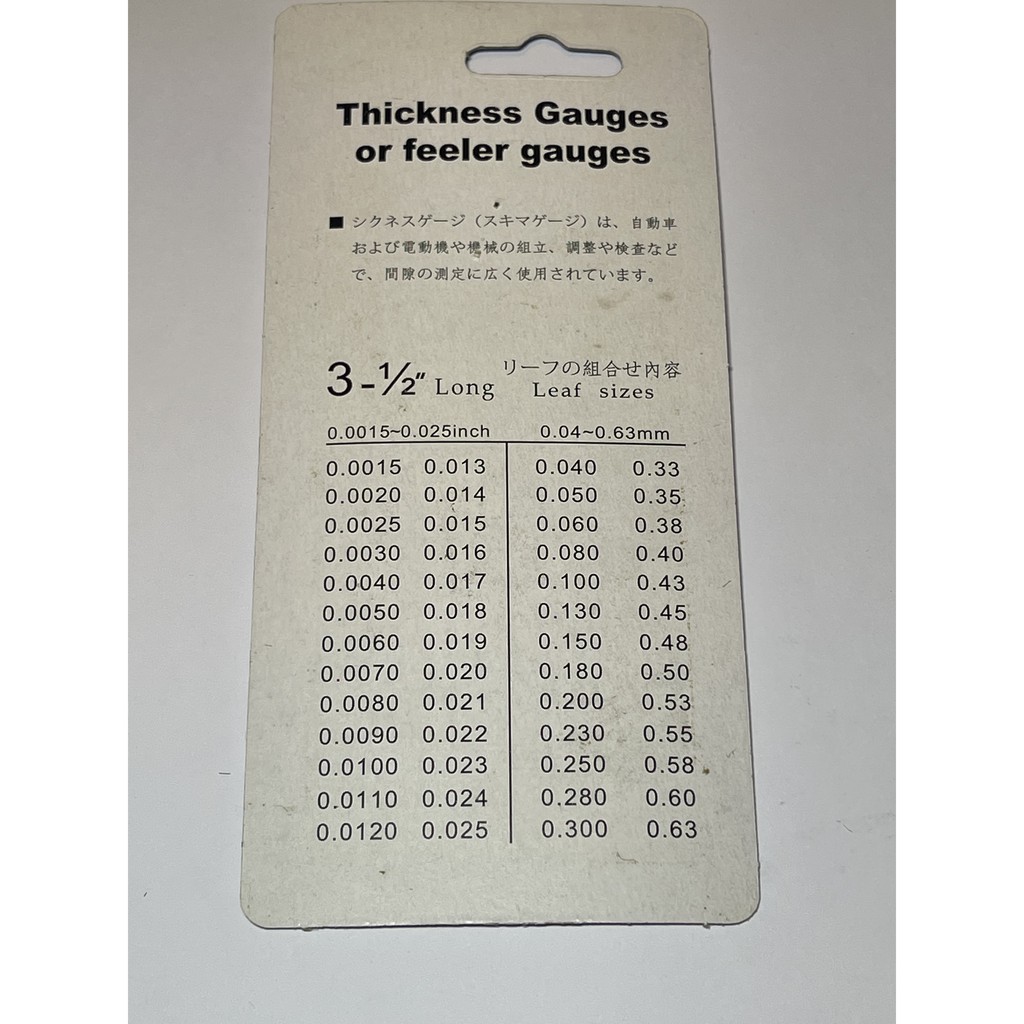 Thickness Gauges
or feeler gauges
■ シクネスゲージ（スキマゲージ）は、自動車
および電動機や機械の組立、調整や検査など
で、間隙の測定に広く使用されています。
3-½" Long リーフの組合せ內容
Leaf sizes
0.0015~0.025inch 0.04~0.63mm
0.0015 0.013 0.040 0.33
0.0020 0.014 0.050 0.35
0.0025 0.015 0.060 0.38
0.0030 0.016 0.080 0.40
0.0040 0.017 0.100 0.43
0.0050 0.018 0.130 0.45
0.0060 0.019 0.150 0.48
0.0070 0.020 0.180 0.50
0.0080 0.021 0.200 0.53
0.0090 0.022 0.230 0.55
0.0100 0.023 0.250 0.58
0.0110 0.024 0.280 0.60
0.0120 0.025 0.300 0.63